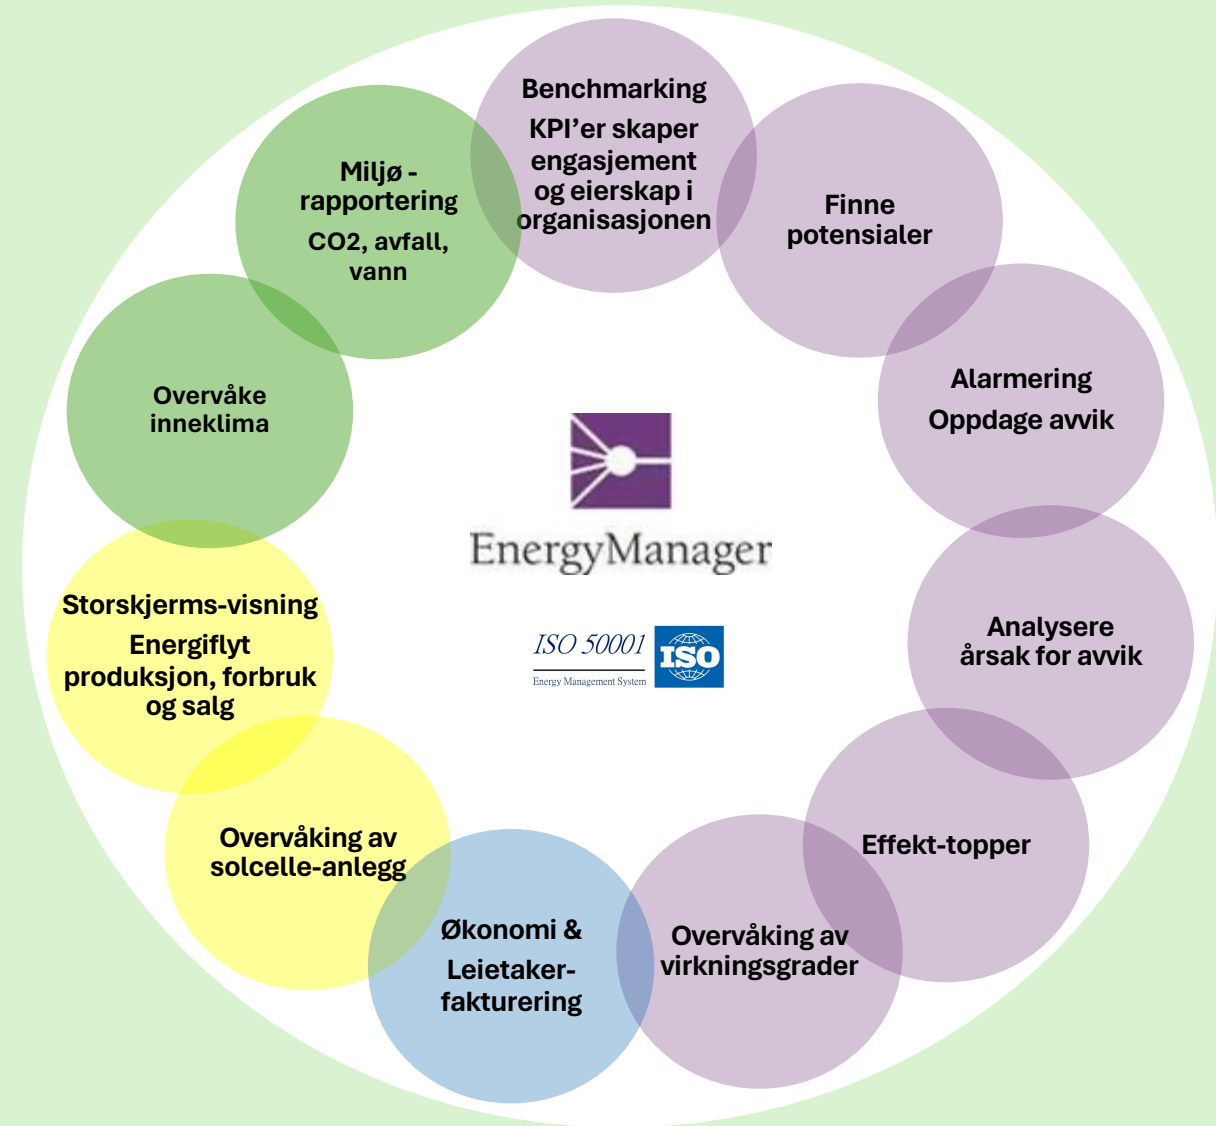 Benchmarking
KPI’er skaper
engasjement
og eierskap i
organisasjonen
Finne
potensialer
Alarmering
Oppdage avvik
Analysere
årsak for avvik
Effekt-topper
Overvåking av
virkningsgrader
Økonomi &
Leietaker-
fakturering
Overvåking av
solcelle-anlegg
Storskjerms-visning
Energiflyt
produksjon, forbruk
og salg
Overvåke
inneklima
Miljø -
rapportering
CO2, avfall,
vann
EnergyManager
ISO 50001
Energy Management System
ISO